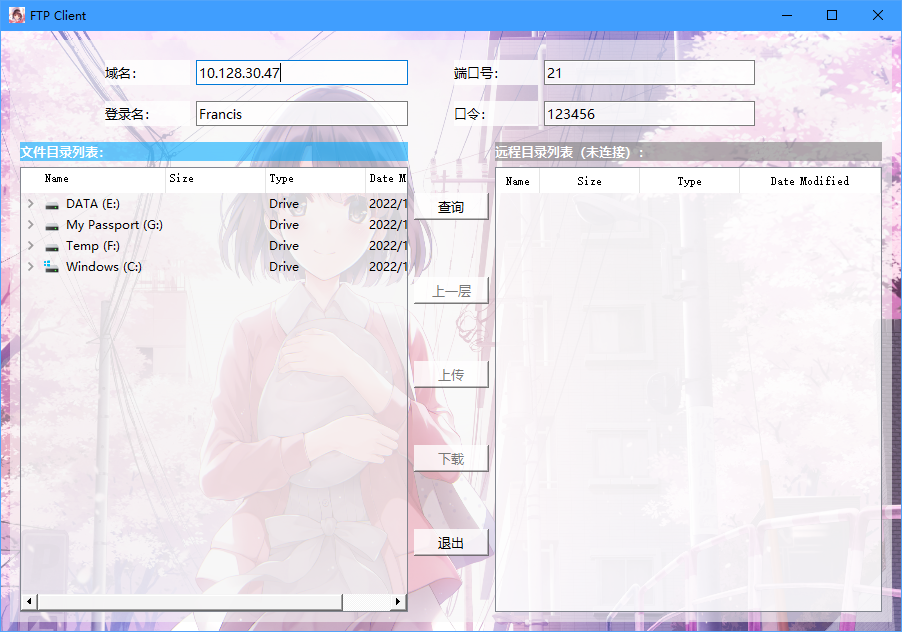 FTP Client
域名： 10.128.30.47 端口号： 21
登录名： Francis 口令： 123456
文件目录列表： 远程目录列表（未连接）：
Name Size Type Date M
DATA (E:) Drive 2022/1
My Passport (G:) Drive 2022/1
Temp (F:) Drive 2022/1
Windows (C:) Drive 2022/1
查询
上一层
上传
下载
退出
Name Size Type Date Modified